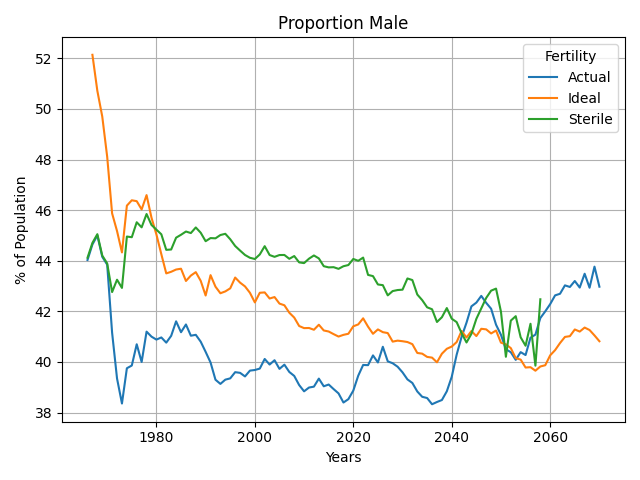 Proportion Male
% of Population
52
50
48
46
44
42
40
38
Fertility
Actual
Ideal
Sterile
1980
2000
2020
2040
2060
Years